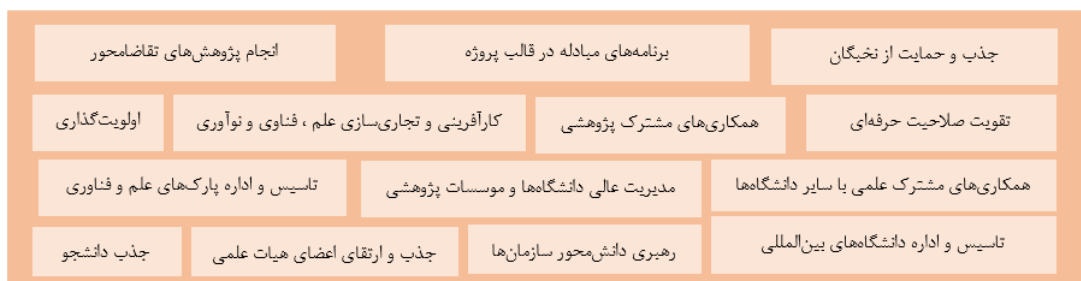 جذب و حمایت از نخبگان
برنامه‌های مبادله در قالب پروژه
انجام پژوهش‌های تقاضامحور
تقویت صلاحیت حرفه‌ای
همکاری‌های مشترک پژوهشی
کارآفرینی و تجاری‌سازی علم ، فناوی و نوآوری
اولویت‌گذاری
همکاری‌های مشترک علمی با سایر دانشگاه‌ها
مدیریت عالی دانشگاه‌ها و موسسات پژوهشی
تاسیس و اداره پارک‌های علم و فناوری
تاسیس و اداره دانشگاه‌های بین‌المللی
رهبری دانش‌محور سازمان‌ها
جذب و ارتقای اعضای هیات علمی
جذب دانشجو